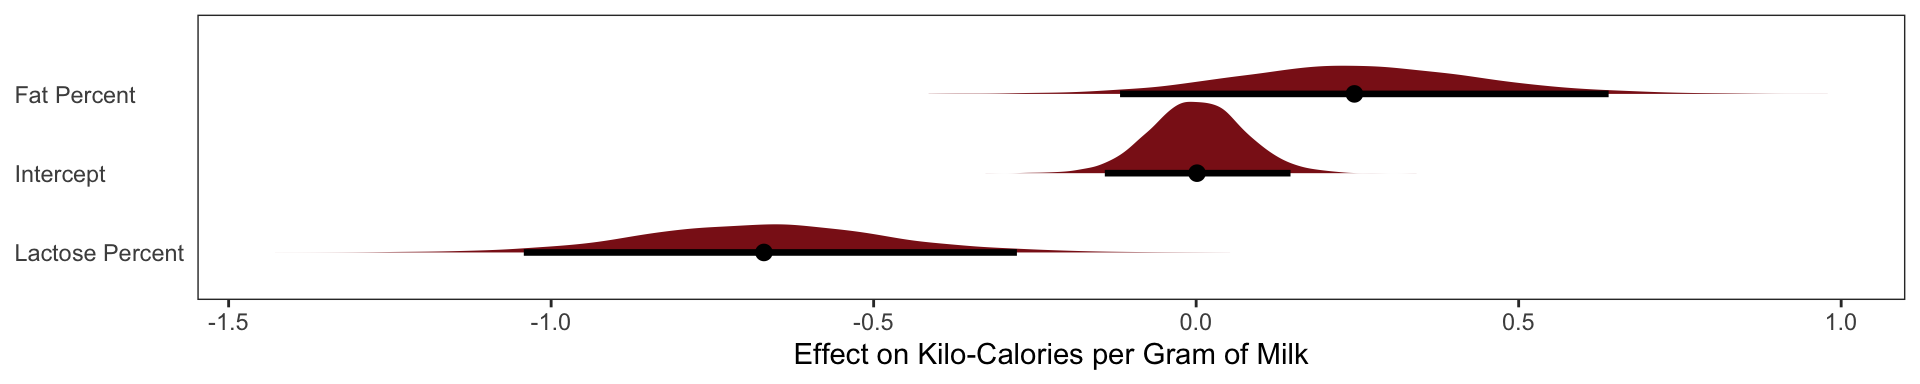 Fat Percent
Intercept
Lactose Percent
-1.5 -1.0 -0.5 0.0 0.5 1.0
Effect on Kilo-Calories per Gram of Milk